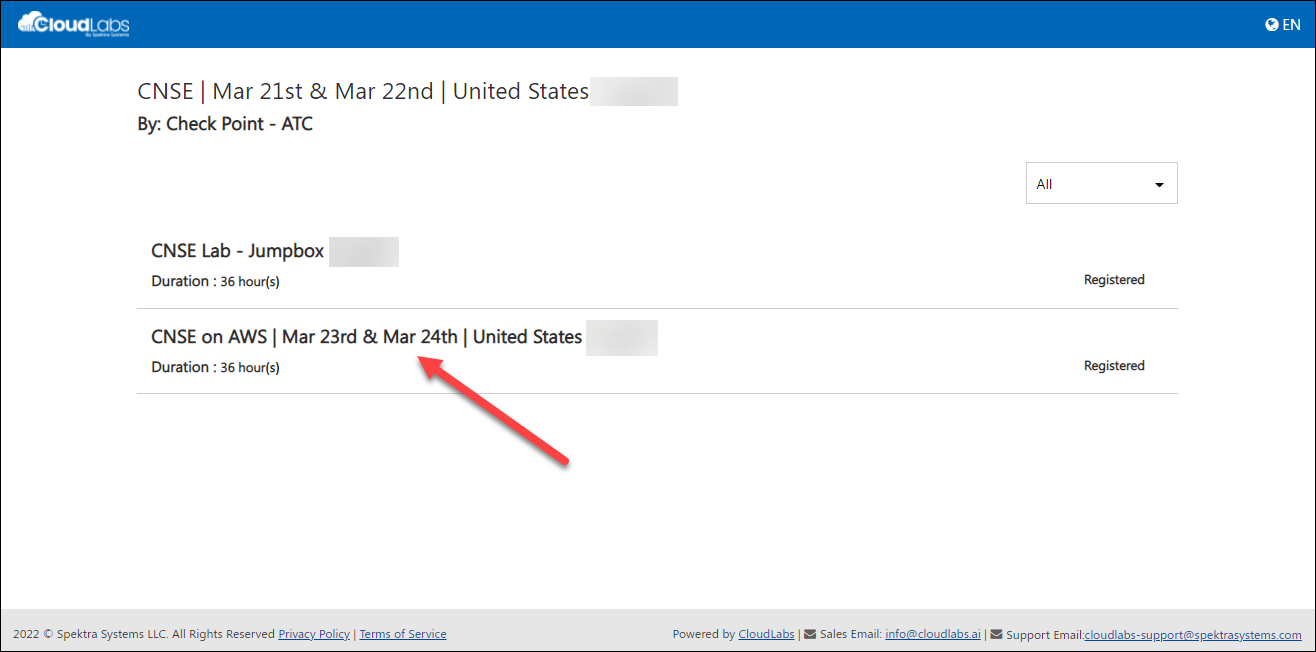 CloudLabs
By Spektra Systems
EN
CNSE | Mar 21st & Mar 22nd | United States
By: Check Point - ATC
All
CNSE Lab - Jumpbox
Duration : 36 hour(s)
Registered
CNSE on AWS | Mar 23rd & Mar 24th | United States
Duration : 36 hour(s)
Registered
2022 © Spektra Systems LLC. All Rights Reserved Privacy Policy | Terms of Service
Powered by CloudLabs | Sales Email: info@cloudlabs.ai | Support Email:cloudlabs-support@spektrasystems.com